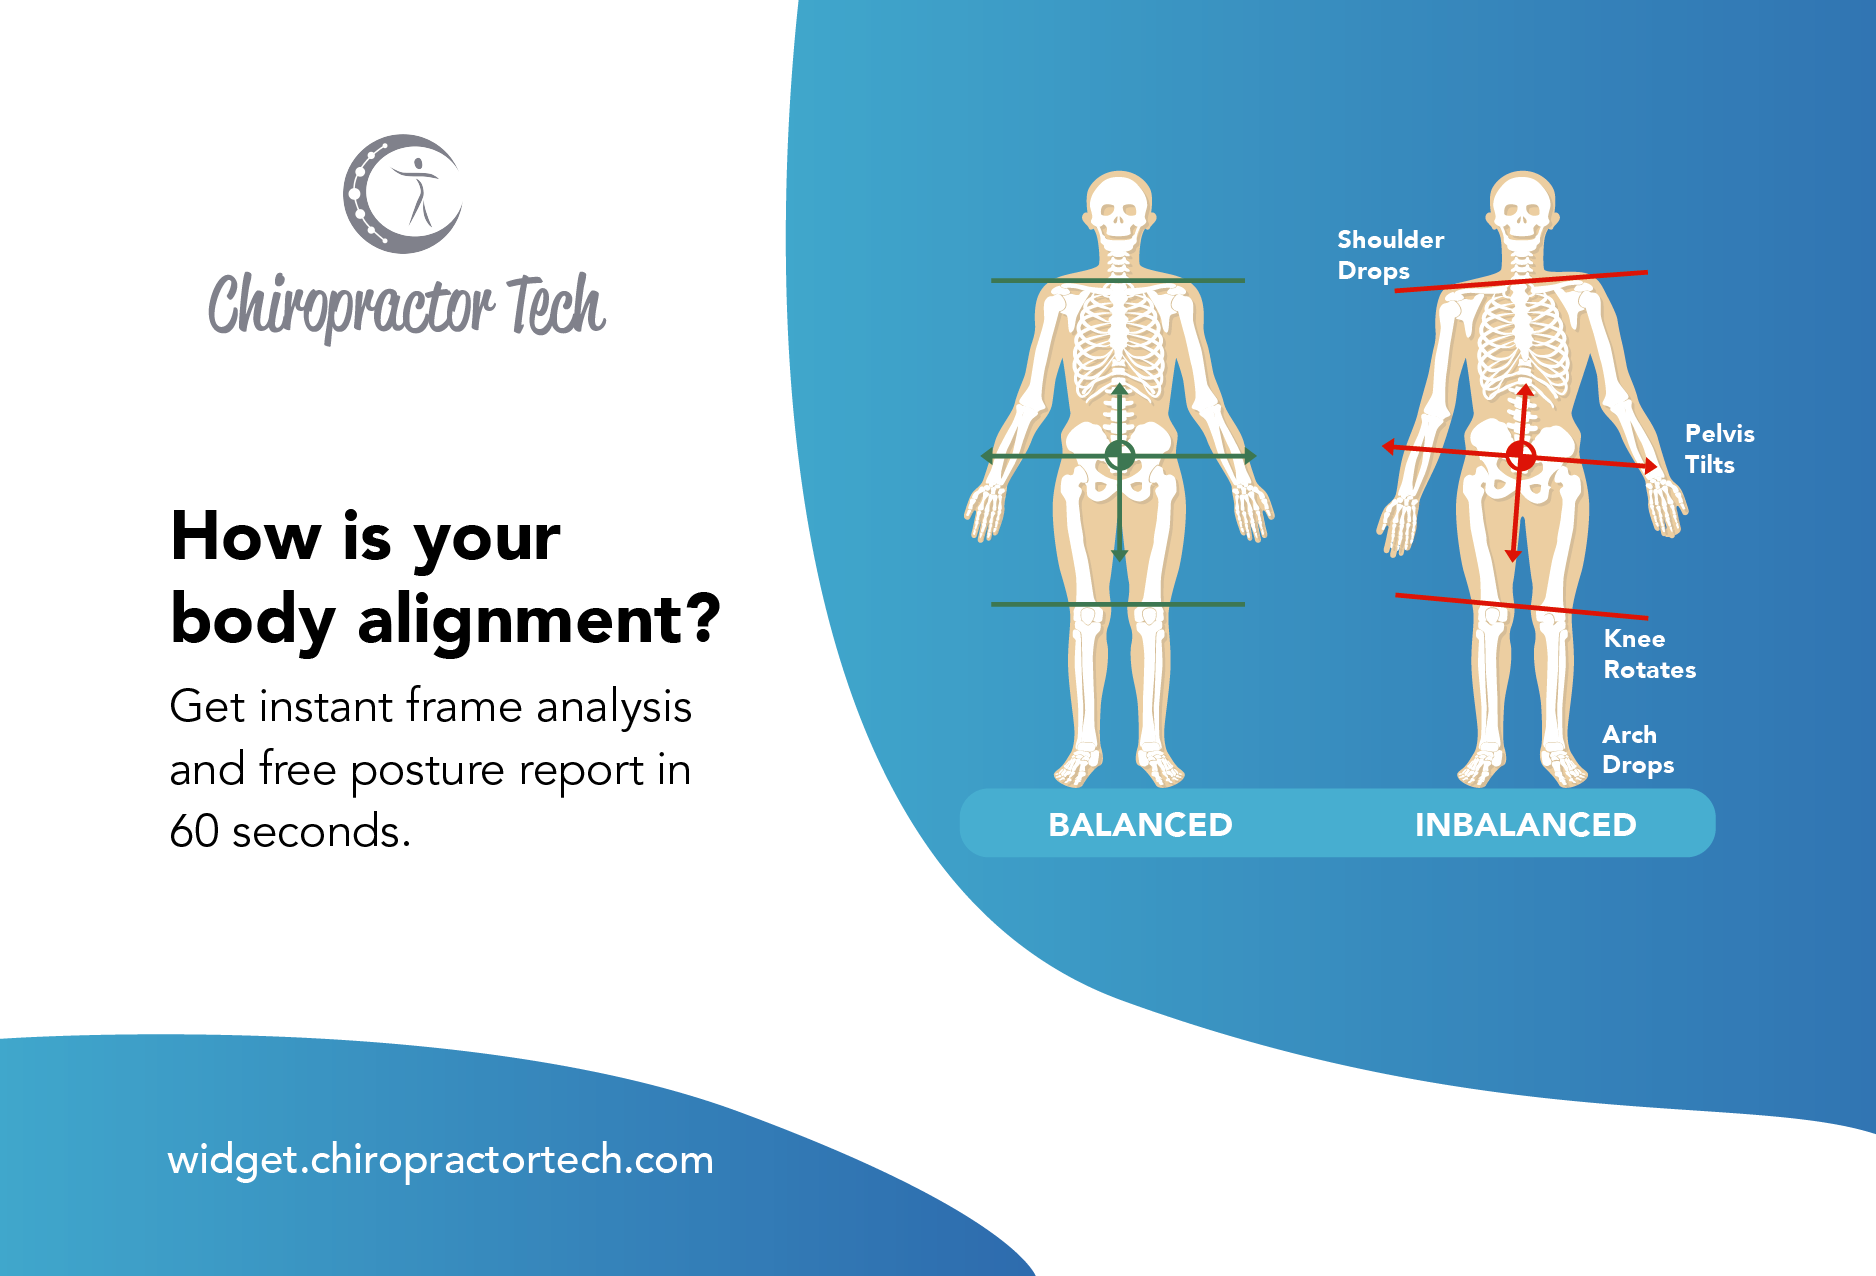 Chiropractor Tech
How is your
body alignment?
Get instant frame analysis
and free posture report in
60 seconds.
widget.chiropractortech.com
Shoulder
Drops
Pelvis
Tilts
Knee
Rotates
Arch
Drops
BALANCED
INBALANCED